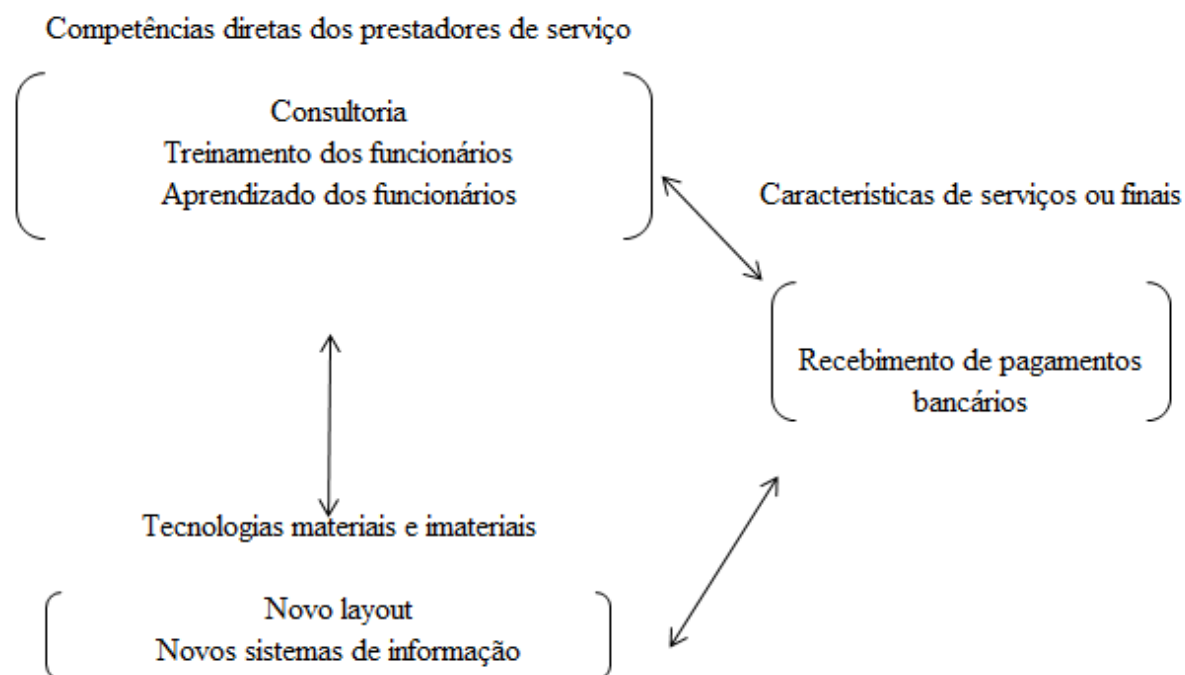 Competências diretas dos prestadores de serviço
Consultoria
Treinamento dos funcionários
Aprendizado dos funcionários
Características de serviços ou finais
Recebimento de pagamentos
bancários
Tecnologias materiais e imateriais
Novo layout
Novos sistemas de informação